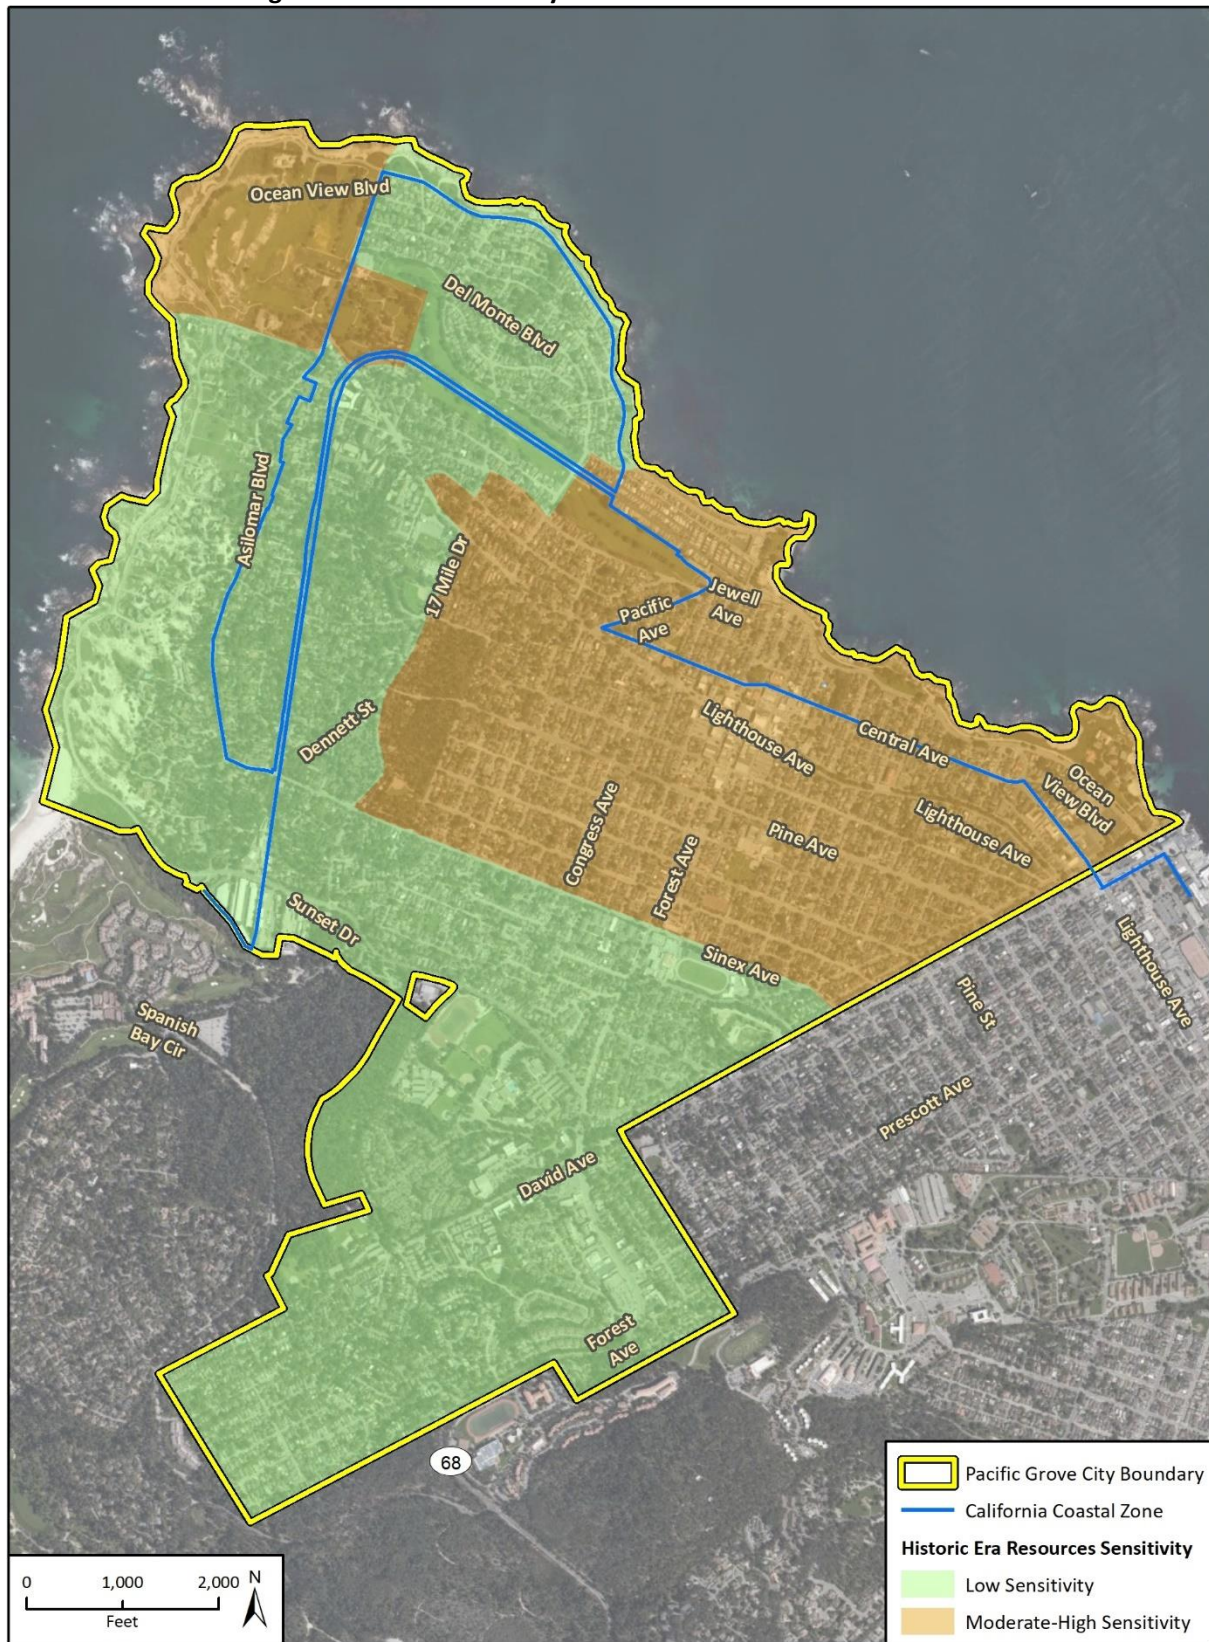 Ocean View Blvd
Del Monte Blvd
Asilomar Blvd
17 Mile Dr
Jewell
Ave
Pacific
Ave
Dennett St
Lighthouse Ave
Central Ave
Ocean
View Blvd
Lighthouse Ave
Congress Ave
Pine Ave
Forest Ave
Sunset Dr
Sinex Ave
Lighthouse Ave
Pine St
Spanish
Bay Cir
Prescott Ave
David Ave
Forest
Ave
68
Pacific Grove City Boundary
California Coastal Zone
Historic Era Resources Sensitivity
Low Sensitivity
Moderate-High Sensitivity
0 1,000 2,000
Feet
N